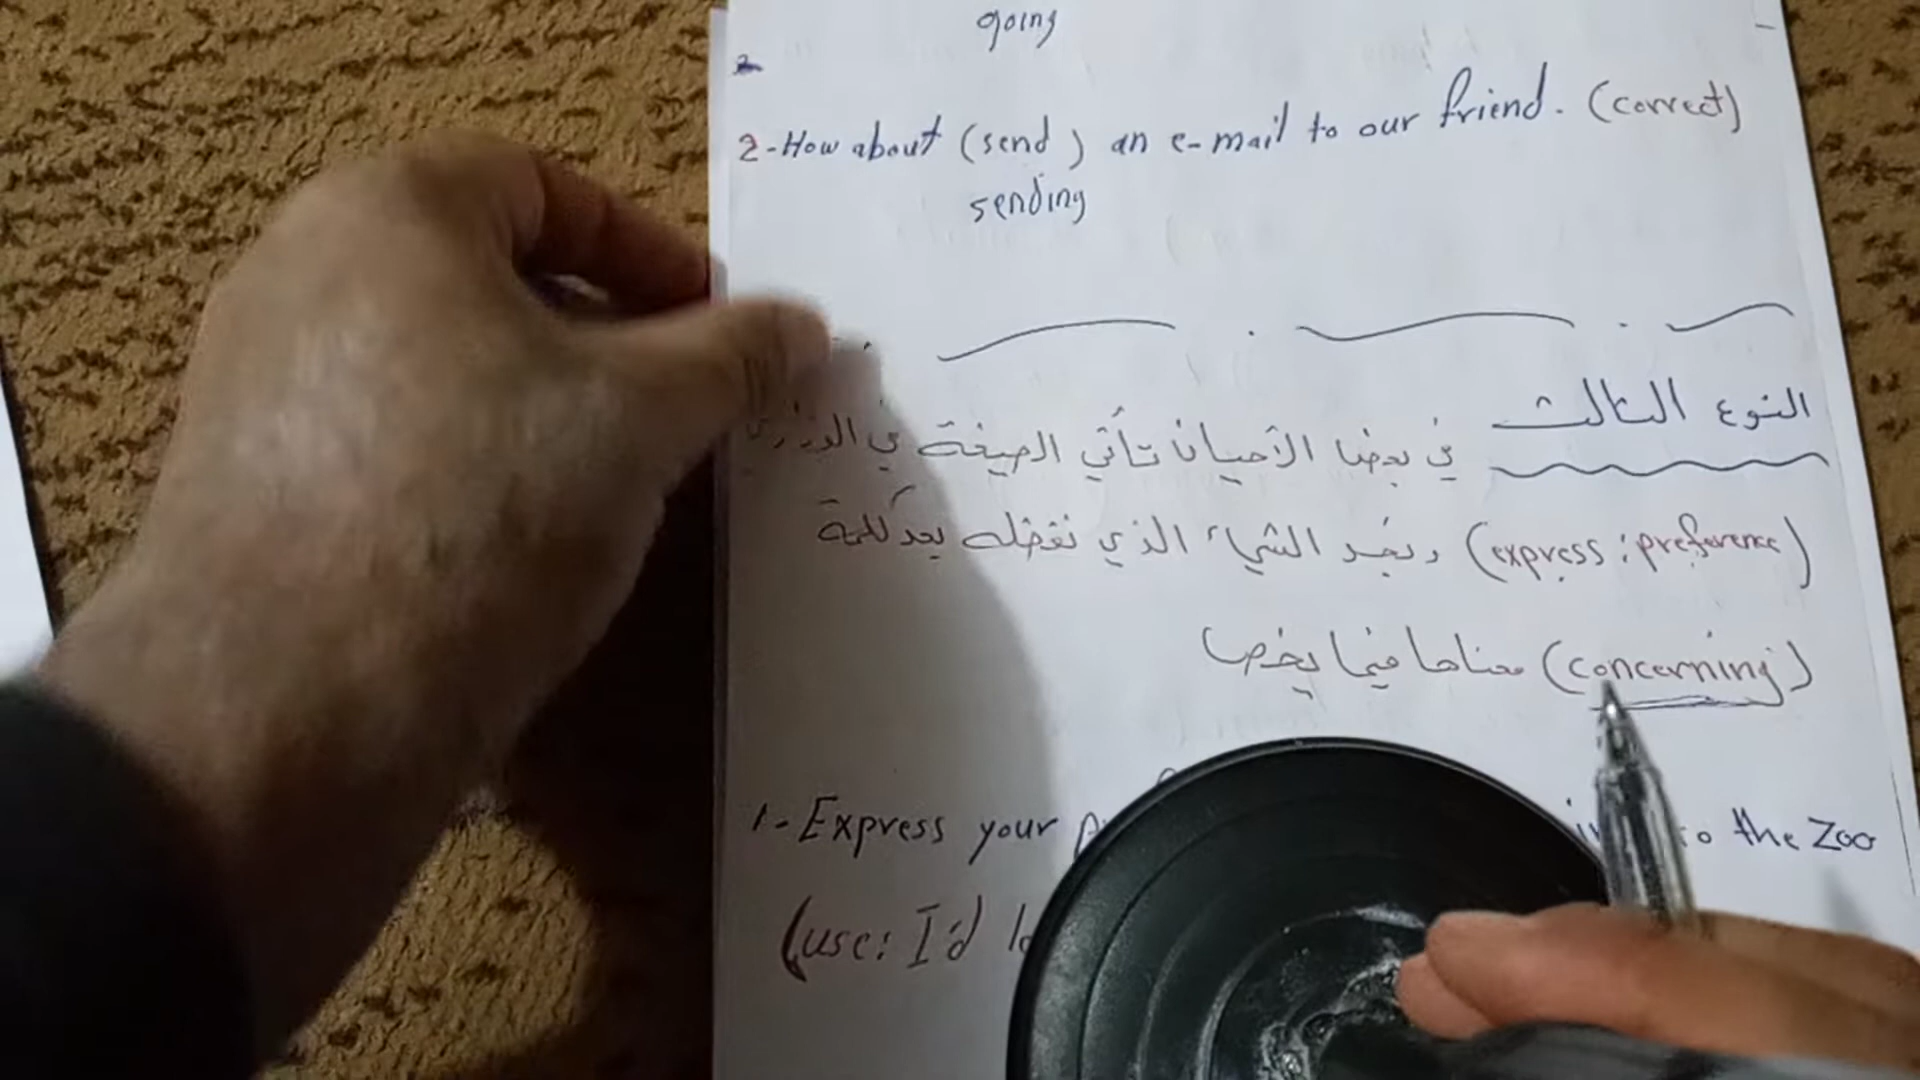 going
2-How about (send) an e-mail to our friend. (correct)
sending
النوع الثالث
في بعض الأحيان تأتي الصيغة في
(express: preference) ونجد الشيء الذي نفضله بعد كلمة
(concerning) معناها فيما يخص
1- Express your to the Zoo
(use: I'd